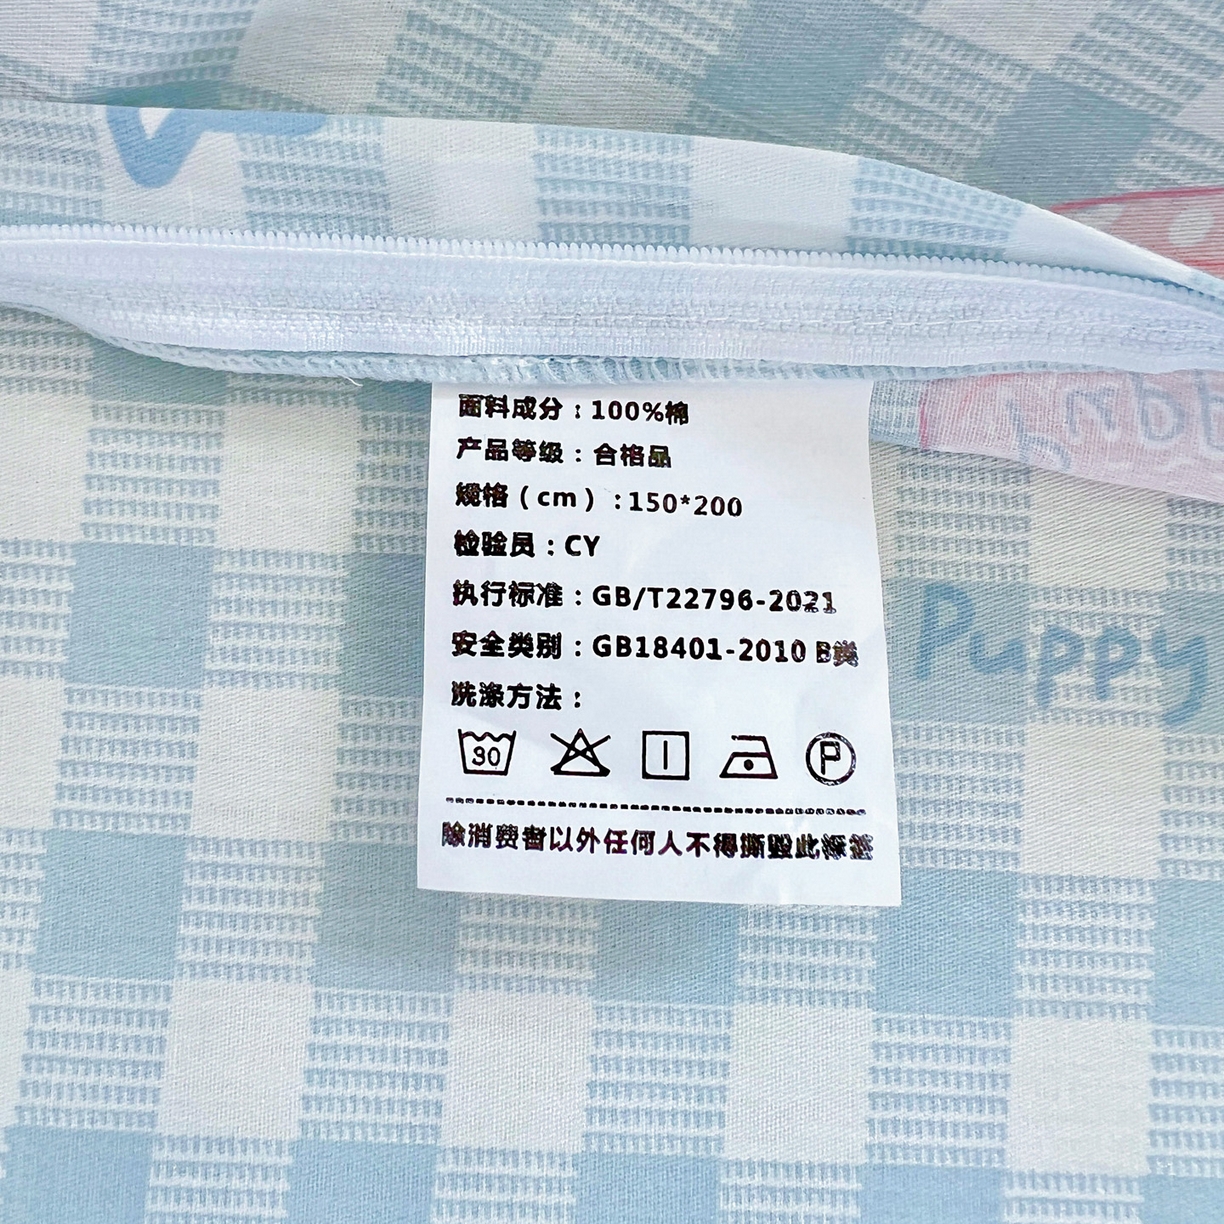 面料成分：100%棉
产品等级：合格品
规格（cm）:150*200
检验员：CY
执行标准：GB/T22796-2021
安全类别：GB18401-2010 B类
洗涤方法：
30
P
除消费者以外任何人不得撕毁此标签
Puppy